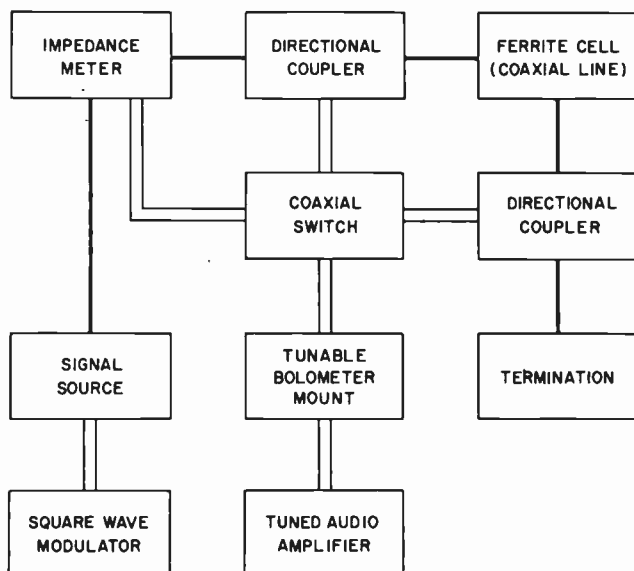 IMPEDANCE
METER
DIRECTIONAL
COUPLER
FERRITE CELL
(COAXIAL LINE)
COAXIAL
SWITCH
DIRECTIONAL
COUPLER
SIGNAL
SOURCE
TUNABLE
BOLOMETER
MOUNT
TERMINATION
SQUARE WAVE
MODULATOR
TUNED AUDIO
AMPLIFIER